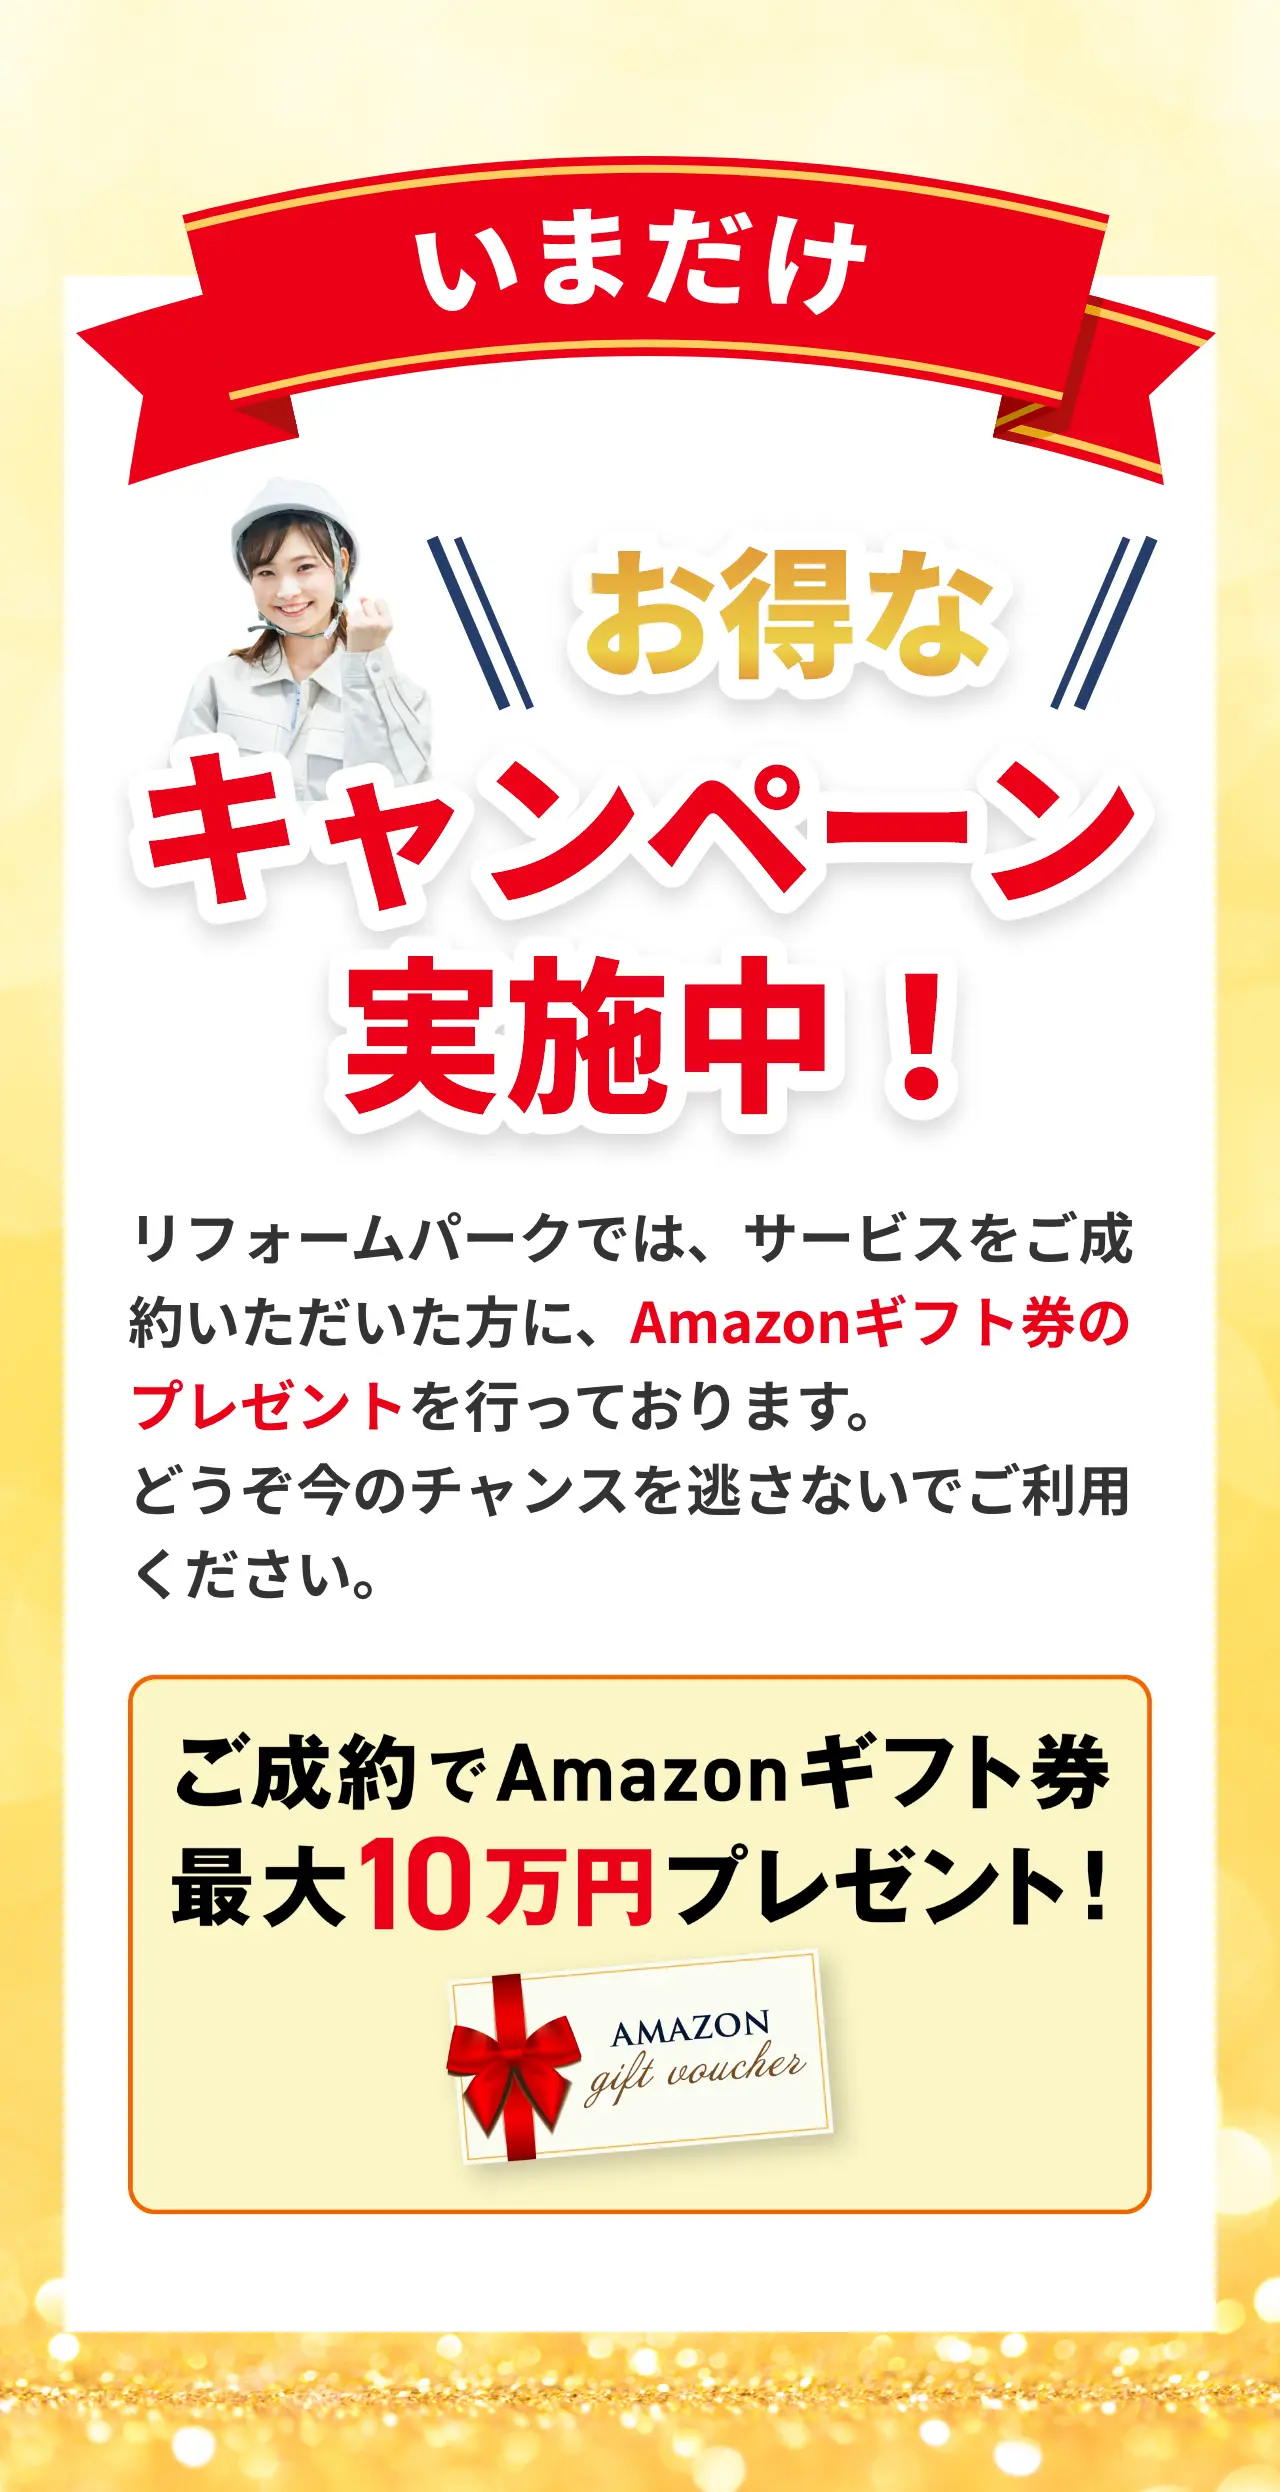 いまだけ
お得な
キャンペーン
実施中！
リフォームパークでは、サービスをご成
約いただいた方に、Amazonギフト券の
プレゼントを行っております。
どうぞ今のチャンスを逃さないでご利用
ください。
ご成約でAmazonギフト券
最大10万円プレゼント！
AMAZON
gift voucher